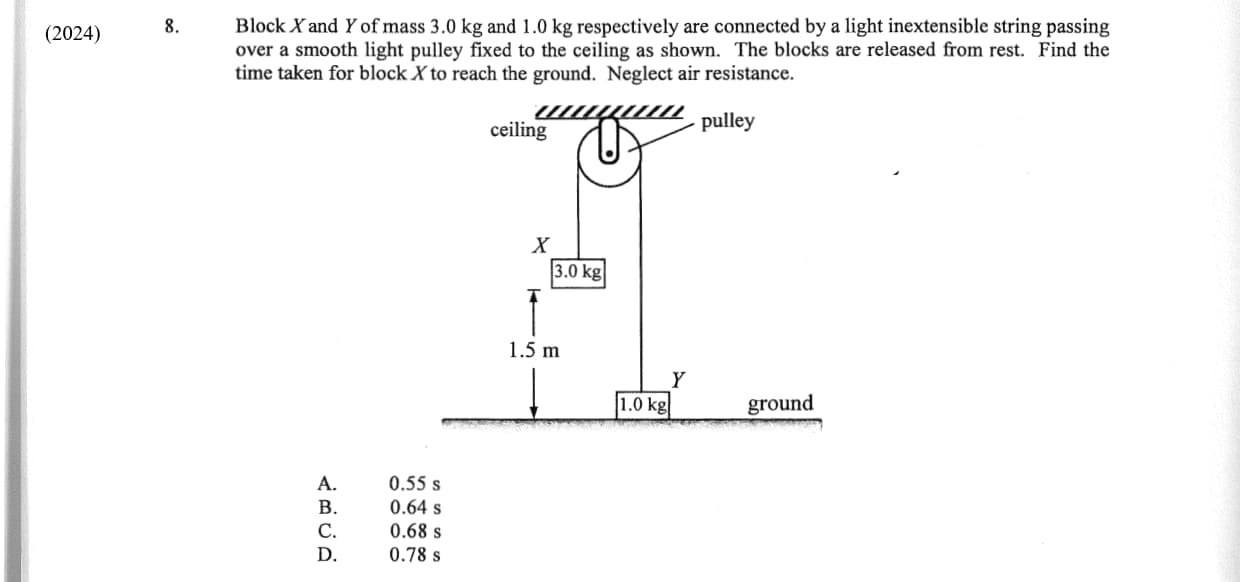 (2024) 8. Block X and Y of mass 3.0 kg and 1.0 kg respectively are connected by a light inextensible string passing
over a smooth light pulley fixed to the ceiling as shown. The blocks are released from rest. Find the
time taken for block X to reach the ground. Neglect air resistance.
ceiling
pulley
X
3.0 kg
1.5 m
Y
1.0 kg
ground
A. 0.55 s
B. 0.64 s
C. 0.68 s
D. 0.78 s